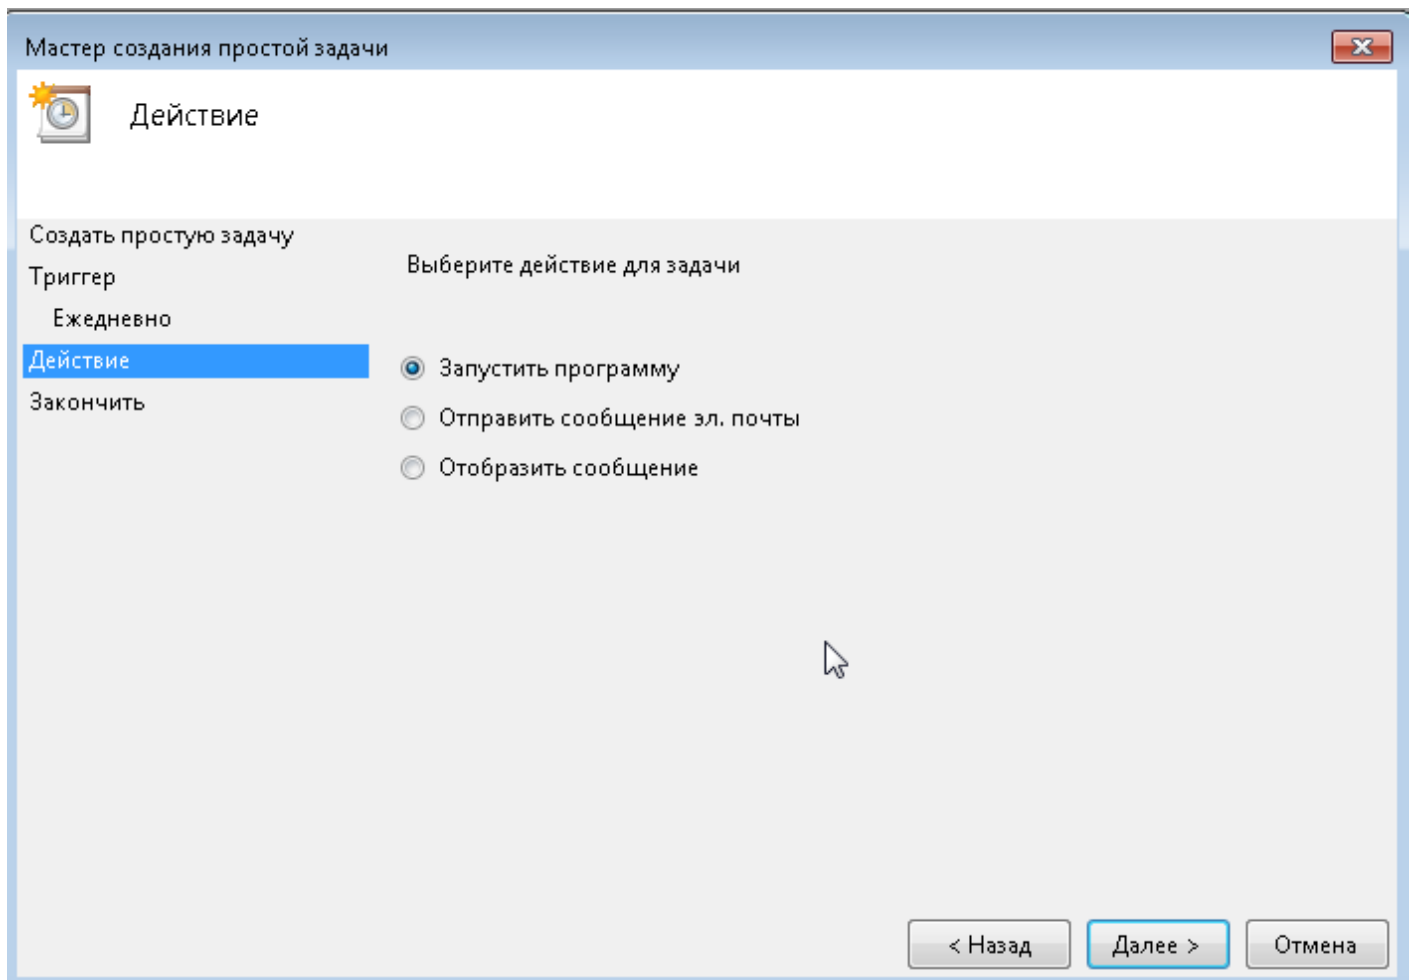 Мастер создания простой задачи
Действие
Создать простую задачу
Триггер
Ежедневно
Действие
Закончить
Выберите действие для задачи
Запустить программу
Отправить сообщение эл. почты
Отобразить сообщение
< Назад
Далее >
Отмена